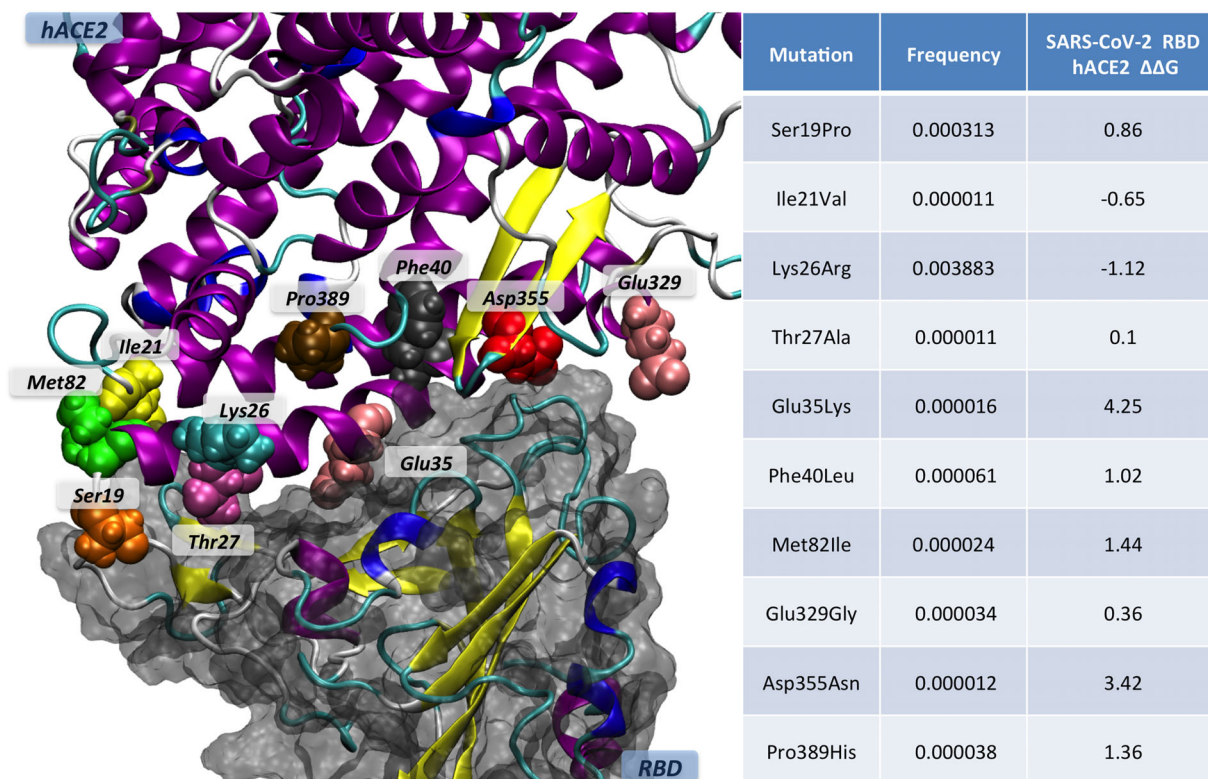 hACE2
Phe40
Pro389
Asp355
Glu329
Ile21
Met82
Lys26
Glu35
Ser19
Thr27
RBD
Mutation Frequency SARS-CoV-2 RBD
hACE2 ΔΔG
Ser19Pro 0.000313 0.86
Ile21Val 0.000011 -0.65
Lys26Arg 0.003883 -1.12
Thr27Ala 0.000011 0.1
Glu35Lys 0.000016 4.25
Phe40Leu 0.000061 1.02
Met82Ile 0.000024 1.44
Glu329Gly 0.000034 0.36
Asp355Asn 0.000012 3.42
Pro389His 0.000038 1.36